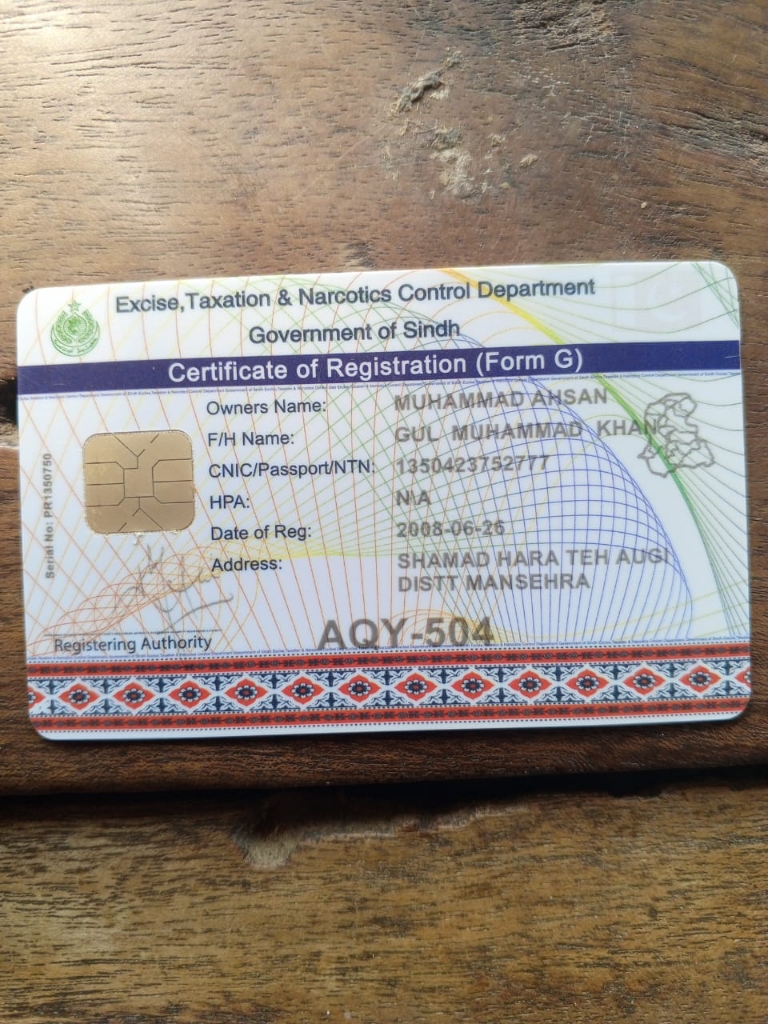 Excise,Taxation & Narcotics Control Department
Government of Sindh
Certificate of Registration (Form G)
Owners Name: MUHAMMAD AHSAN
F/H Name: GUL MUHAMMAD KHAN
CNIC/Passport/NTN: 1350423752777
HPA: N\A
Date of Reg: 2008-06-26
Address: SHAMAD HARA TEH AUGI
DISTT MANSEHRA
Serial No: PR1350750
Registering Authority
AQY-504